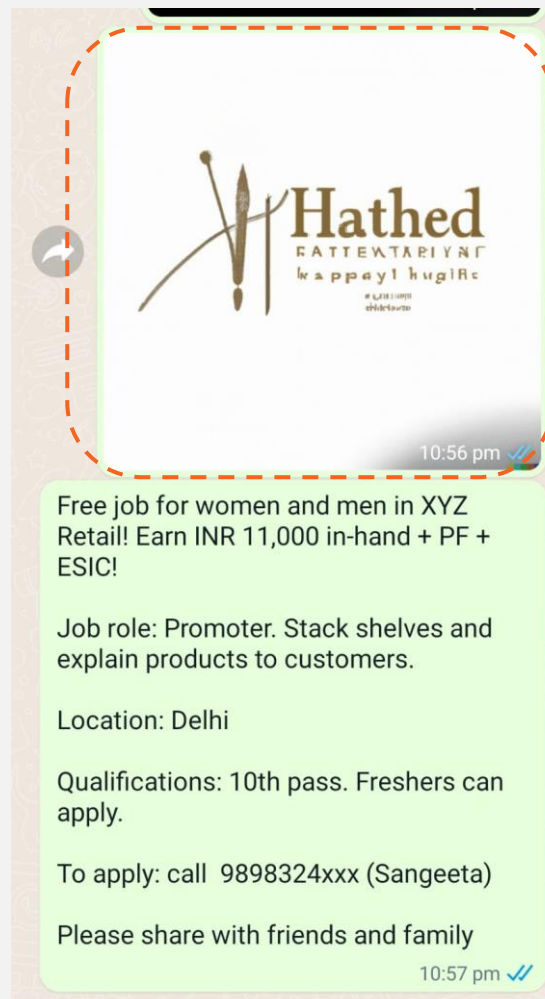 Hathed
10:56 pm
Free job for women and men in XYZ
Retail! Earn INR 11,000 in-hand + PF +
ESIC!
Job role: Promoter. Stack shelves and
explain products to customers.
Location: Delhi
Qualifications: 10th pass. Freshers can
apply.
To apply: call 9898324xxx (Sangeeta)
Please share with friends and family
10:57 pm